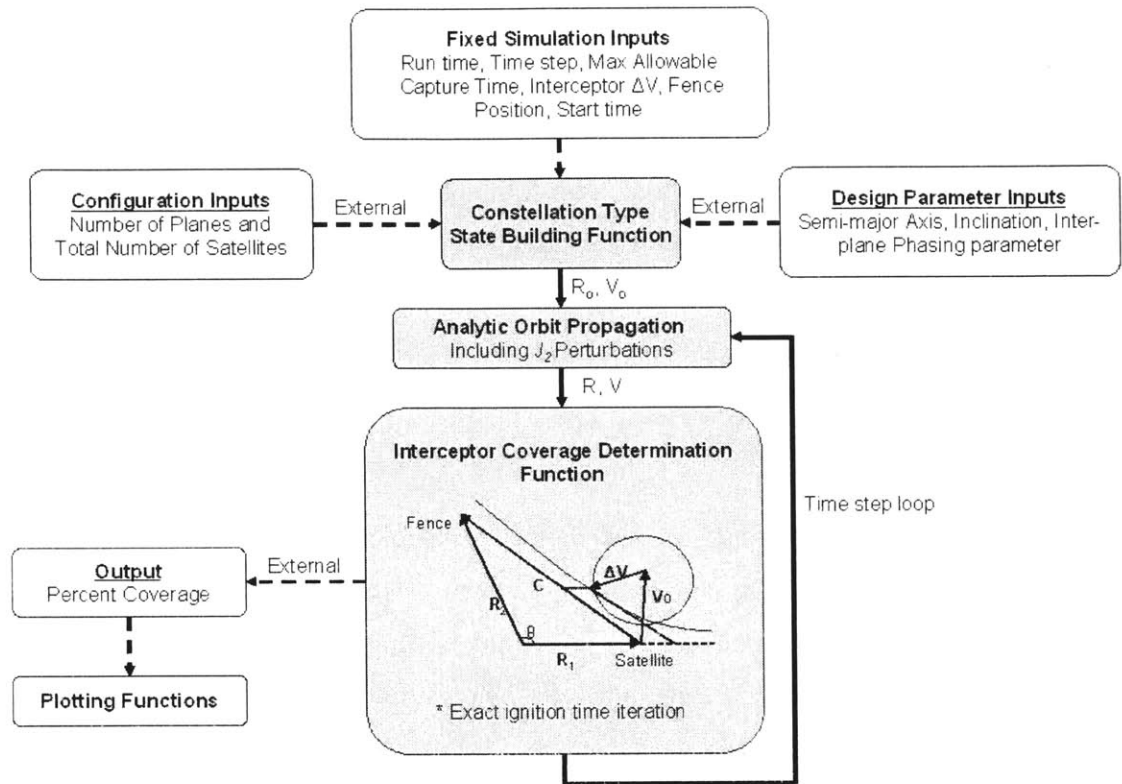 Fixed Simulation Inputs
Run time, Time step, Max Allowable
Capture Time, Interceptor ΔV, Fence
Position, Start time
Configuration Inputs
Number of Planes and
Total Number of Satellites
External
Constellation Type
State Building Function
External
Design Parameter Inputs
Semi-major Axis, Inclination, Inter-
plane Phasing parameter
R₀, V₀
Analytic Orbit Propagation
Including J₂ Perturbations
R, V
Interceptor Coverage Determination
Function
Fence
ΔV
C
V₀
R₂
θ
R₁
Satellite
* Exact ignition time iteration
Time step loop
External
Output
Percent Coverage
Plotting Functions